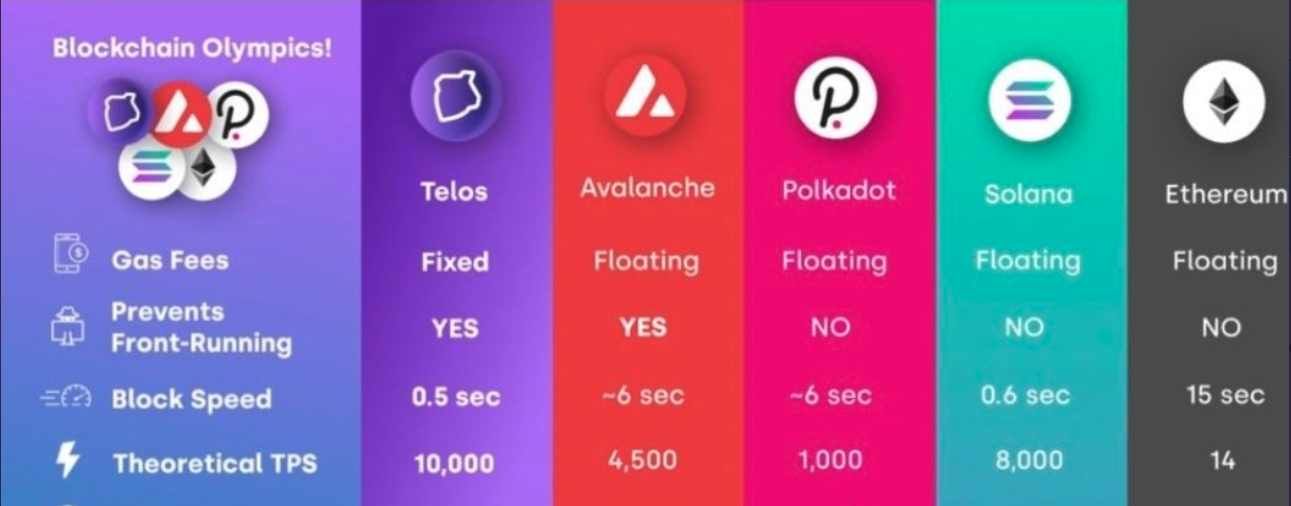 Blockchain Olympics!
Telos Avalanche Polkadot Solana Ethereum
Gas Fees Fixed Floating Floating Floating Floating
Prevents
Front-Running YES YES NO NO NO
Block Speed 0.5 sec ~6 sec ~6 sec 0.6 sec 15 sec
Theoretical TPS 10,000 4,500 1,000 8,000 14